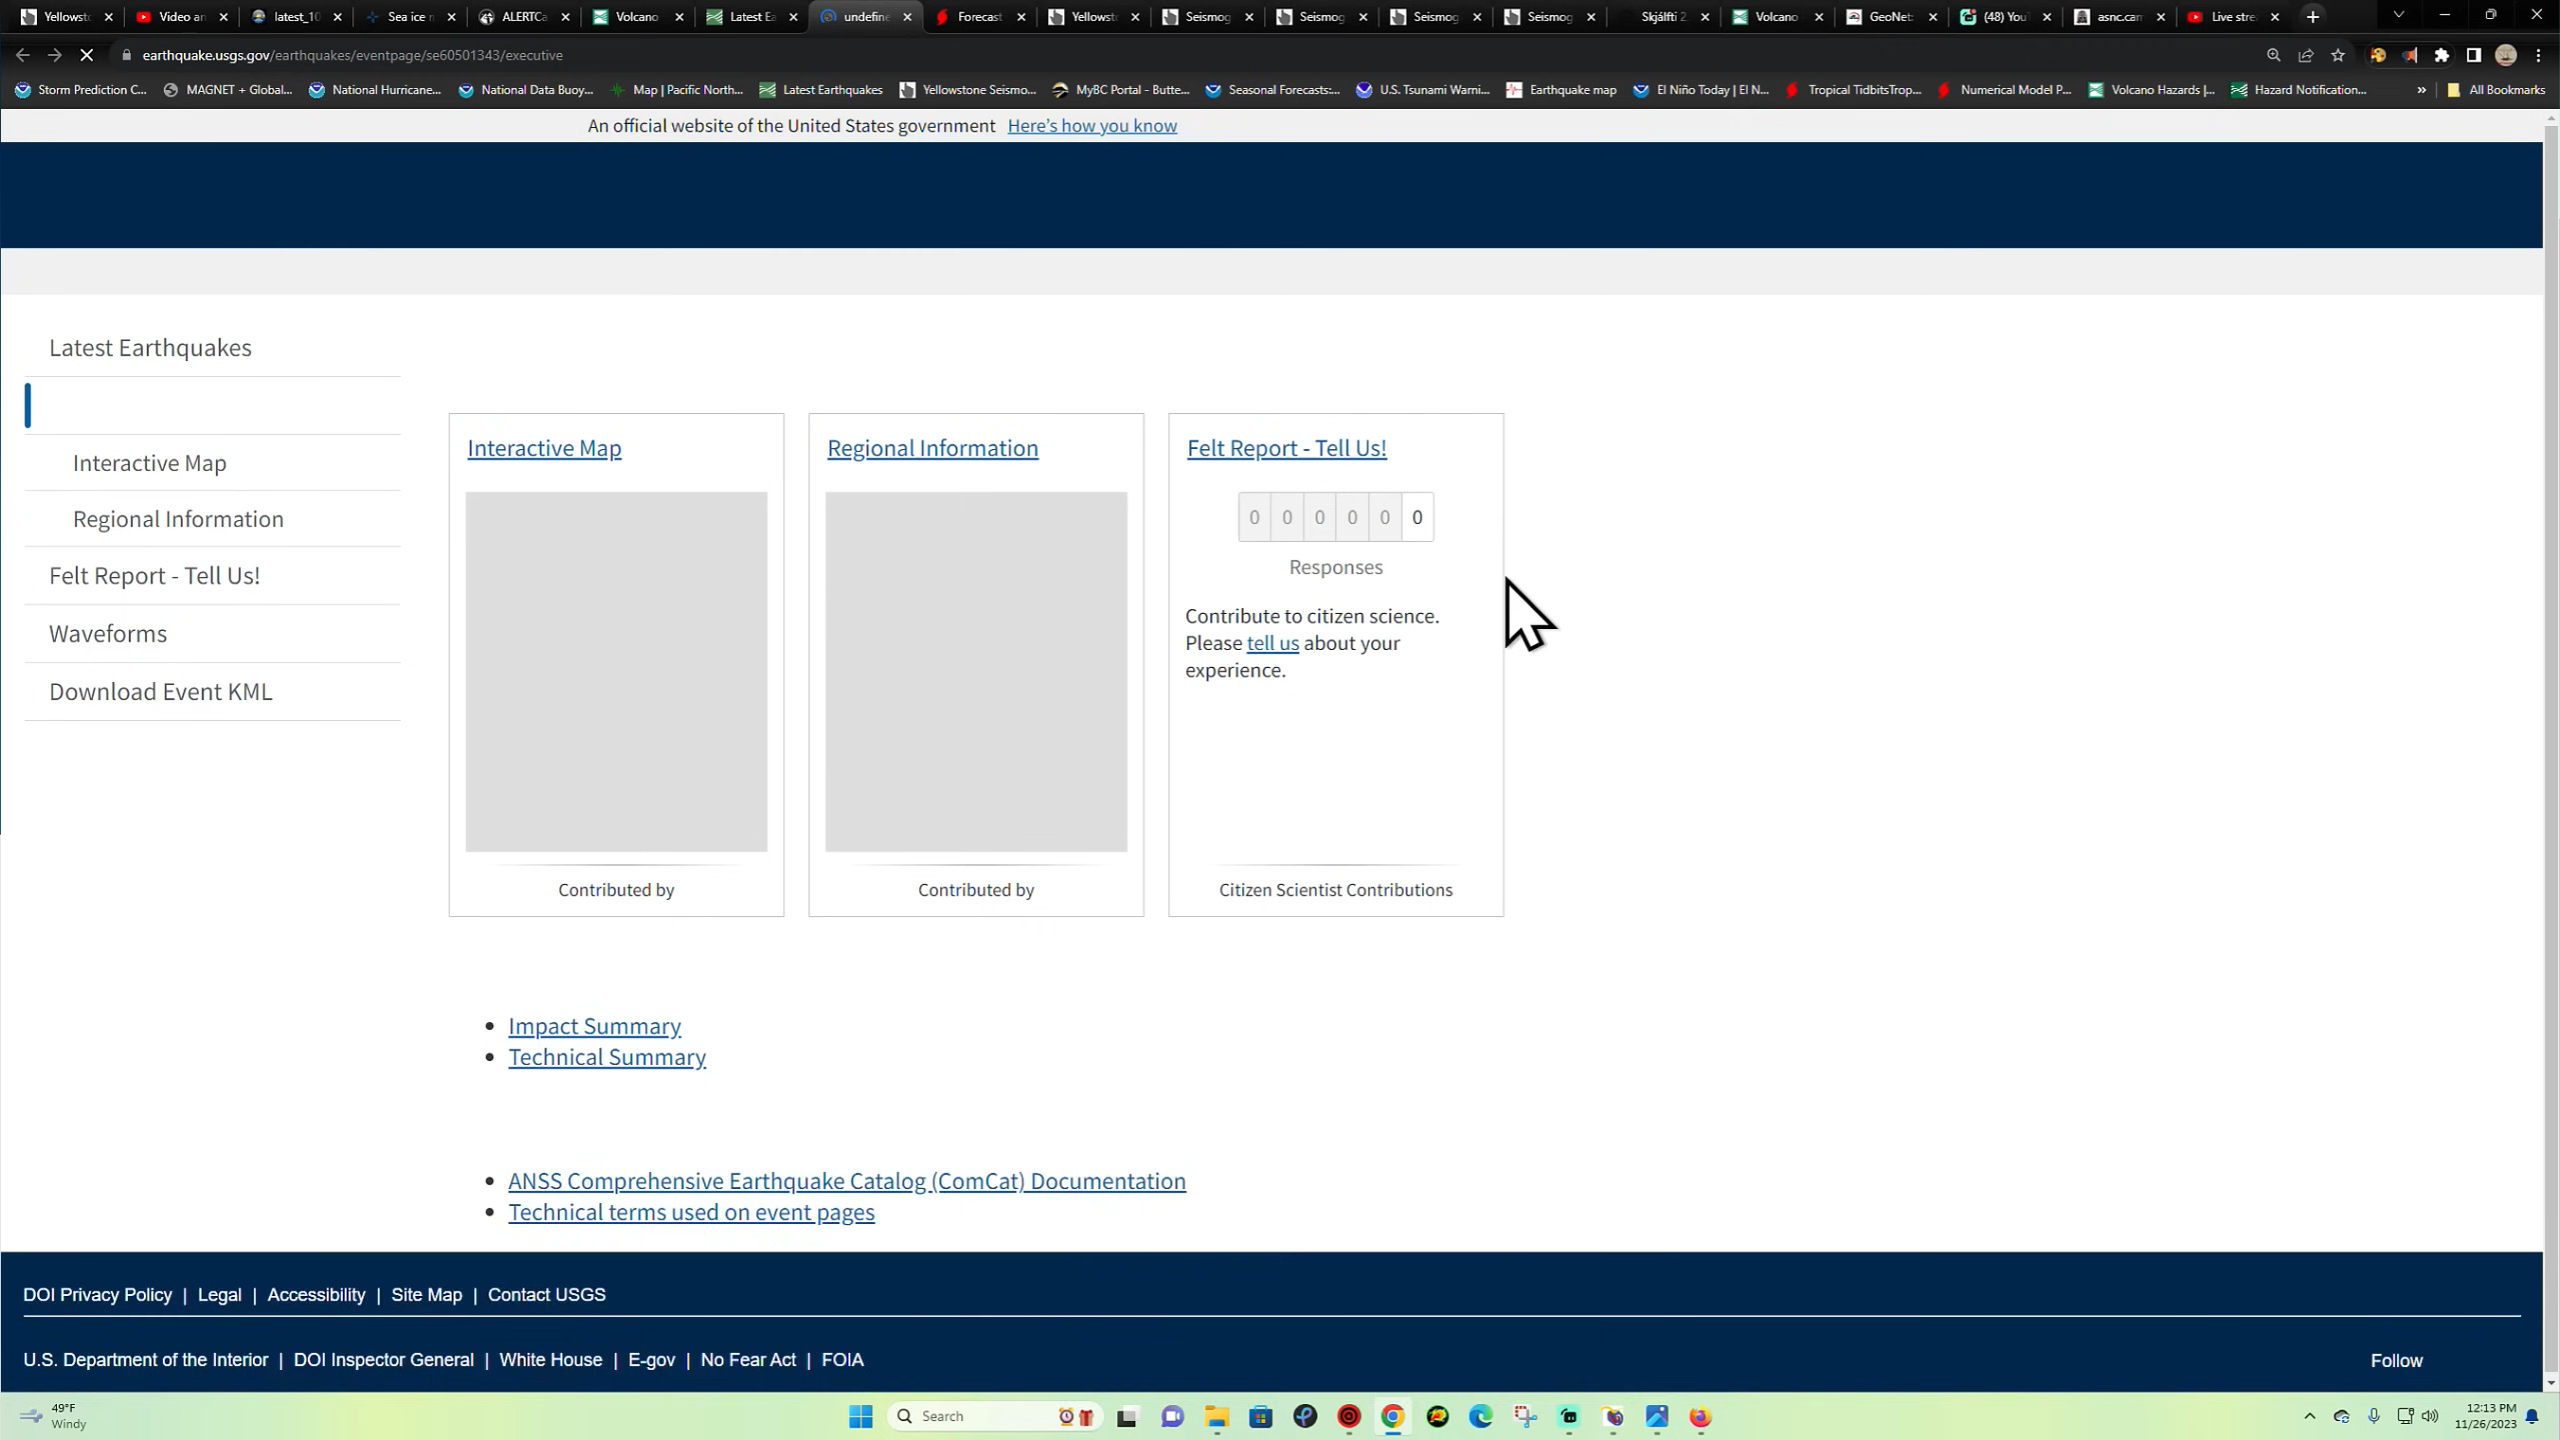 Yellowst
Video an
latest_10
Sea ice n
ALERTCa
Volcano
Latest Ea
undefine
Forecast
Yellowst
Seismog
Seismog
Seismog
Seismog
Skjálfti 2
Volcano
GeoNet:
(48) You
asnc.cam
Live stre
earthquake.usgs.gov/earthquakes/eventpage/se60501343/executive
Storm Prediction C...
MAGNET + Global...
National Hurricane...
National Data Buoy...
Map | Pacific North...
Latest Earthquakes
Yellowstone Seismo...
MyBC Portal - Butte...
Seasonal Forecasts:...
U.S. Tsunami Warni...
Earthquake map
El Niño Today | El N...
Tropical TidbitsTrop...
Numerical Model P...
Volcano Hazards |...
Hazard Notification...
»
All Bookmarks
An official website of the United States government Here's how you know
Latest Earthquakes
Interactive Map
Regional Information
Felt Report - Tell Us!
Waveforms
Download Event KML
Interactive Map
Contributed by
Regional Information
Contributed by
Felt Report - Tell Us!
0 0 0 0 0 0
Responses
Contribute to citizen science.
Please tell us about your
experience.
Citizen Scientist Contributions
• Impact Summary
• Technical Summary
• ANSS Comprehensive Earthquake Catalog (ComCat) Documentation
• Technical terms used on event pages
DOI Privacy Policy | Legal | Accessibility | Site Map | Contact USGS
U.S. Department of the Interior | DOI Inspector General | White House | E-gov | No Fear Act | FOIA
Follow
49°F
Windy
Search
12:13 PM
11/26/2023